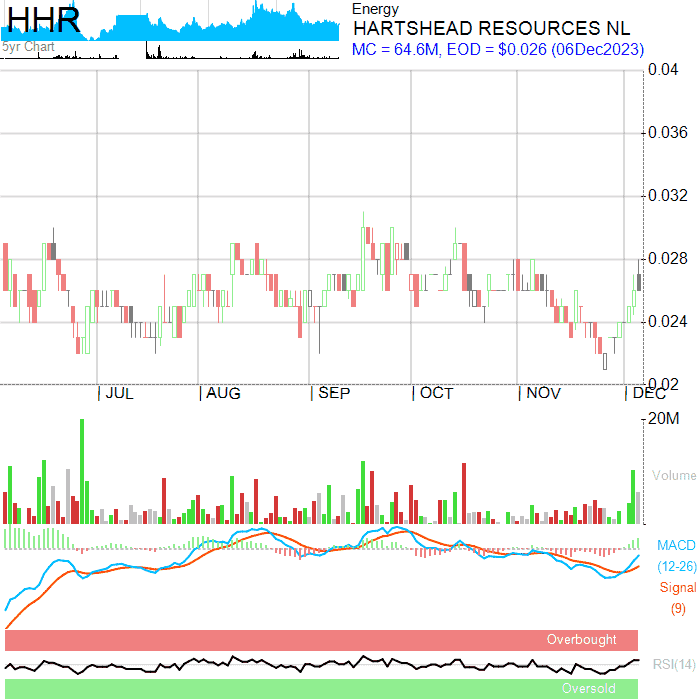 HHR
5yr Chart
Energy
HARTSHEAD RESOURCES NL
MC = 64.6M, EOD = $0.026 (06Dec2023)
0.04
0.036
0.032
0.028
0.024
0.02
JUL AUG SEP OCT NOV DEC
20M
Volume
MACD
(12-26)
Signal
(9)
Overbought
RSI(14)
Oversold